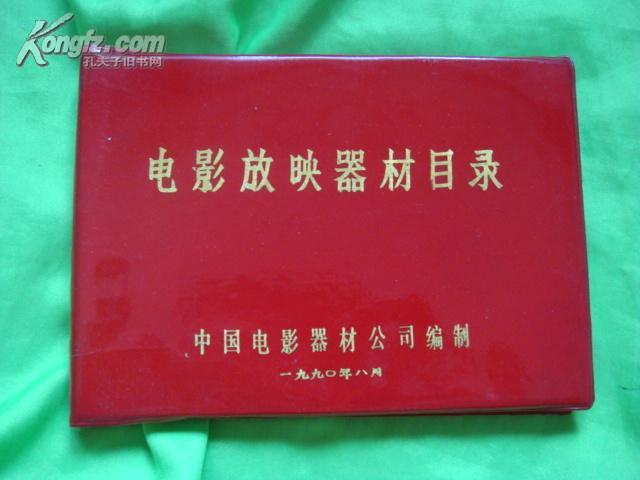 Kongfz.com
孔夫子旧书网
电影放映器材目录
中国电影器材公司编制
一九九〇年八月